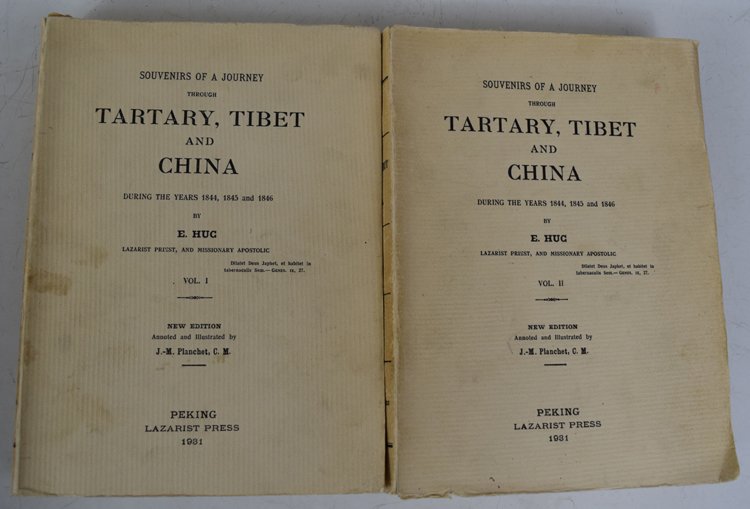 SOUVENIRS OF A JOURNEY
THROUGH
TARTARY, TIBET
AND
CHINA
DURING THE YEARS 1844, 1845 and 1846
BY
E. HUC
LAZARIST PRIEST, AND MISSIONARY APOSTOLIC
Dilatet Deus Japhet, et habitet in
tabernaculis Sem.— GENES. IX, 27.
VOL. I
NEW EDITION
Annoted and Illustrated by
J.-M. Planchet, C. M.
PEKING
LAZARIST PRESS
1931
SOUVENIRS OF A JOURNEY
THROUGH
TARTARY, TIBET
AND
CHINA
DURING THE YEARS 1844, 1845 and 1846
BY
E. HUC
LAZARIST PRIEST, AND MISSIONARY APOSTOLIC
Dilatet Deus Japhet, et habitet in
tabernaculis Sem.— GENES. IX, 27.
VOL. II
NEW EDITION
Annoted and Illustrated by
J.-M. Planchet, C. M.
PEKING
LAZARIST PRESS
1931